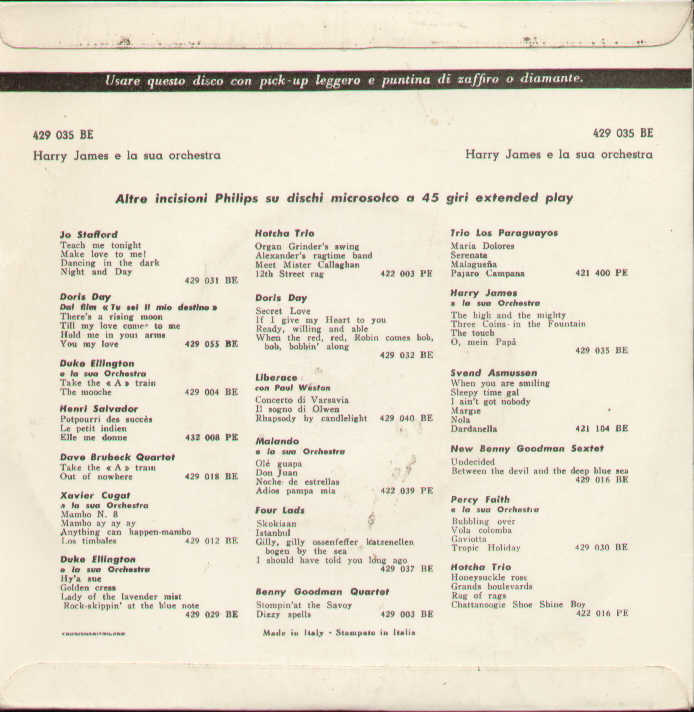 Usare questo disco con pick-up leggero e puntina di zaffiro o diamante.
429 035 BE
Harry James e la sua orchestra
429 035 BE
Harry James e la sua orchestra
Altre incisioni Philips su dischi microsolco a 45 giri extended play
Jo Stafford
Teach me tonight
Make love to me!
Dancing in the dark
Night and Day
429 031 BE
Doris Day
Dal film «Tu sei il mio destino»
There's a rising moon
Till my love comes to me
Hold me in your arms
You my love 429 055 BE
Duke Ellington
e la sua Orchestra
Take the «A» train
The mooche 429 004 BE
Henri Salvador
Potpourri des succès
Le petit indien
Elle me donne 432 008 PE
Dave Brubeck Quartet
Take the «A» train
Out of nowhere 429 018 BE
Xavier Cugat
e la sua Orchestra
Mambo N. 8
Mambo ay ay ay
Anything can happen-mambo
Los timbales 429 012 BE
Duke Ellington
e la sua Orchestra
Hy'a sue
Golden cress
Lady of the lavender mist
Rock-skippin' at the blue note
429 029 BE
Hotcha Trio
Organ Grinder's swing
Alexander's ragtime band
Meet Mister Callaghan
12th Street rag 422 003 PE
Doris Day
Secret Love
If I give my Heart to you
Ready, willing and able
When the red, red, Robin comes bob,
bob, bobbin' along
429 032 BE
Liberace
con Paul Weston
Concerto di Varsavia
Il sogno di Olwen
Rhapsody by candlelight 429 040 BE
Malando
e la sua Orchestra
Olé guapa
Don Juan
Noche de estrellas
Adios pampa mia 422 039 PE
Four Lads
Skokiaan
Istanbul
Gilly, gilly ossenfeffer katzenellen
bogen by the sea
I should have told you long ago
429 037 BE
Benny Goodman Quartet
Stompin'at the Savoy
Dizzy spells 429 003 BE
Trio Los Paraguayos
Maria Dolores
Serenata
Malagueña
Pajaro Campana 421 400 PE
Harry James
e la sua Orchestra
The high and the mighty
Three Coins in the Fountain
The touch
O, mein Papà
429 035 BE
Svend Asmussen
When you are smiling
Sleepy time gal
I ain't got nobody
Margie
Nola
Dardanella 421 104 BE
New Benny Goodman Sextet
Undecided
Between the devil and the deep blue sea
429 016 BE
Percy Faith
e la sua Orchestra
Bubbling over
Vola colomba
Gaviotta
Tropic Holiday 429 030 BE
Hotcha Trio
Honeysuckle rose
Grands boulevards
Rag of rags
Chattanoogie Shoe Shine Boy
422 016 PE
Made in Italy - Stampato in Italia